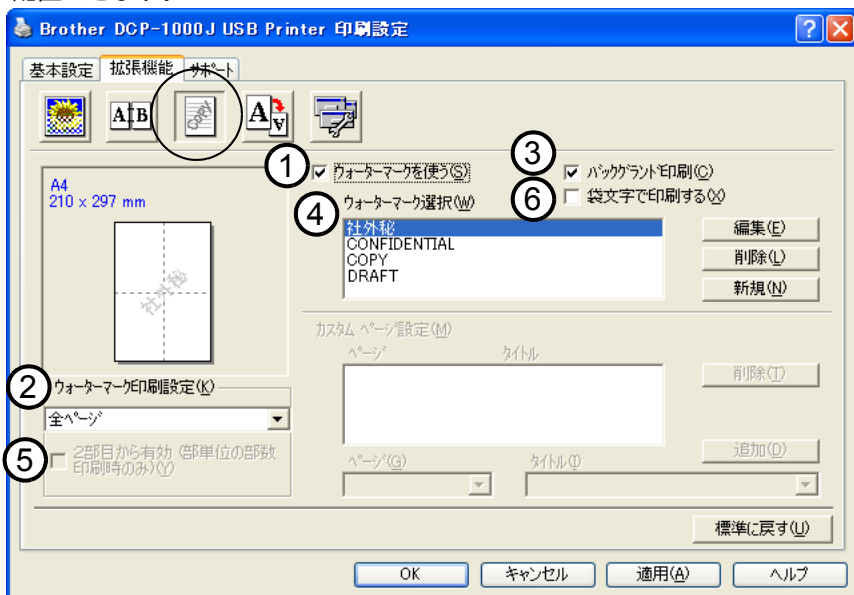 Brother DCP-1000J USB Printer 印刷設定
基本設定 拡張機能 サポート
A B
COPY
A A
① ウォーターマークを使う(S)
③ バックグランド印刷(C)
⑥ 袋文字で印刷する(X)
A4
210 x 297 mm
社外秘
④ ウォーターマーク選択(W)
社外秘
CONFIDENTIAL
COPY
DRAFT
編集(E)
削除(L)
新規(N)
カスタム ページ設定(M)
ページ タイトル
削除(T)
② ウォーターマーク印刷設定(K)
全ページ
⑤ 2部目から有効 (部単位の部数
印刷時のみ)(Y)
追加(D)
ページ(G) タイトル(I)
標準に戻す(U)
OK キャンセル 適用(A) ヘルプ